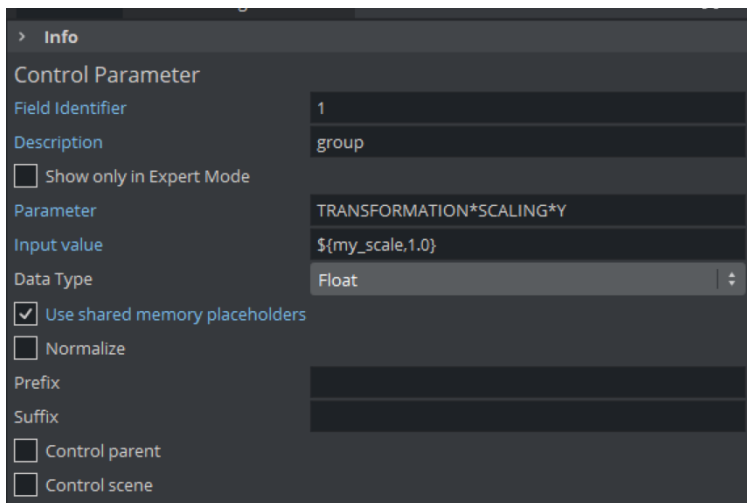 Info
Control Parameter
Field Identifier 1
Description group
Show only in Expert Mode
Parameter TRANSFORMATION*SCALING*Y
Input value ${my_scale,1.0}
Data Type Float
Use shared memory placeholders
Normalize
Prefix
Suffix
Control parent
Control scene